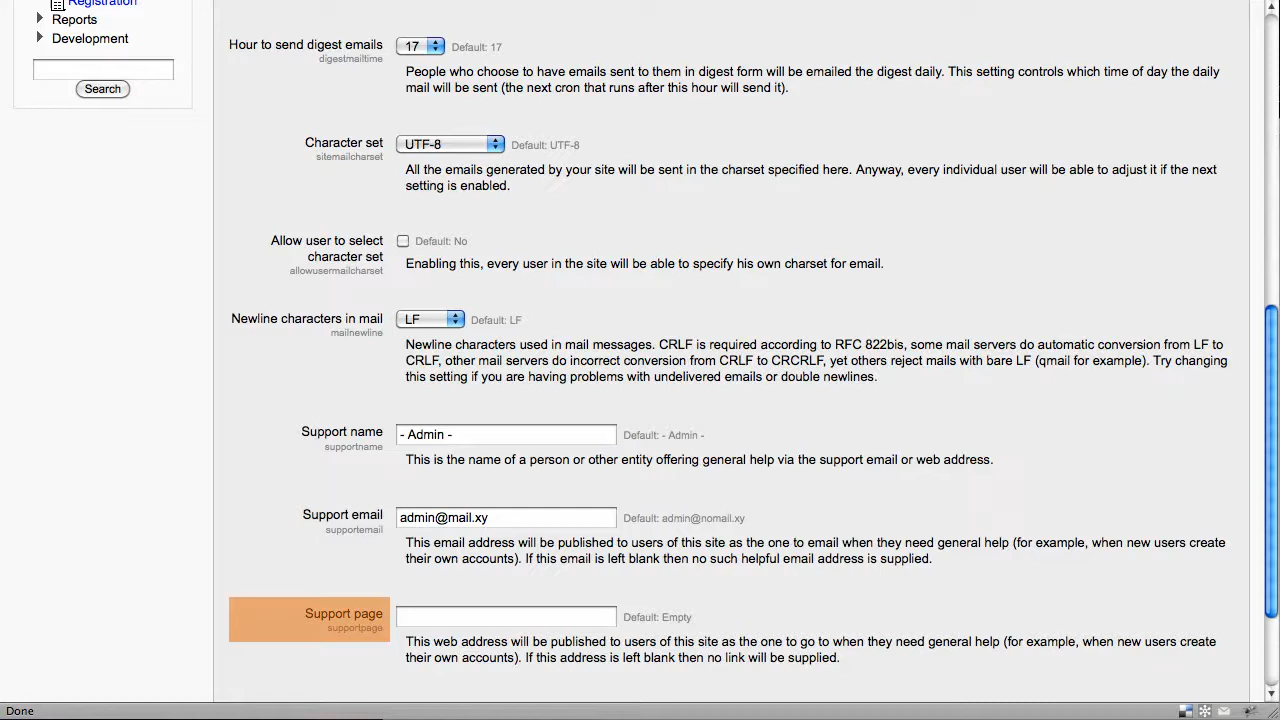 Registration
Reports
Development
Search
Hour to send digest emails
digestmailtime
17
Default: 17
People who choose to have emails sent to them in digest form will be emailed the digest daily. This setting controls which time of day the daily
mail will be sent (the next cron that runs after this hour will send it).
Character set
sitemailcharset
UTF-8
Default: UTF-8
All the emails generated by your site will be sent in the charset specified here. Anyway, every individual user will be able to adjust it if the next
setting is enabled.
Allow user to select
character set
allowusermailcharset
Default: No
Enabling this, every user in the site will be able to specify his own charset for email.
Newline characters in mail
mailnewline
LF
Default: LF
Newline characters used in mail messages. CRLF is required according to RFC 822bis, some mail servers do automatic conversion from LF to
CRLF, other mail servers do incorrect conversion from CRLF to CRCRLF, yet others reject mails with bare LF (qmail for example). Try changing
this setting if you are having problems with undelivered emails or double newlines.
Support name
supportname
- Admin -
Default: - Admin -
This is the name of a person or other entity offering general help via the support email or web address.
Support email
supportemail
admin@mail.xy
Default: admin@nomail.xy
This email address will be published to users of this site as the one to email when they need general help (for example, when new users create
their own accounts). If this email is left blank then no such helpful email address is supplied.
Support page
supportpage
Default: Empty
This web address will be published to users of this site as the one to go to when they need general help (for example, when new users create
their own accounts). If this address is left blank then no link will be supplied.
Done